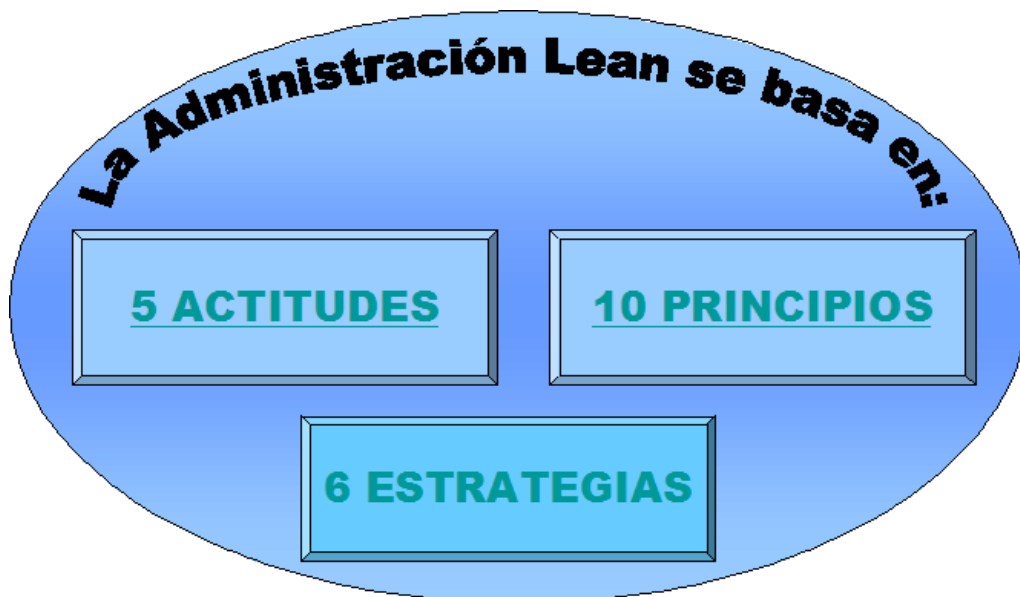 La Administración Lean se basa en:
5 ACTITUDES
10 PRINCIPIOS
6 ESTRATEGIAS